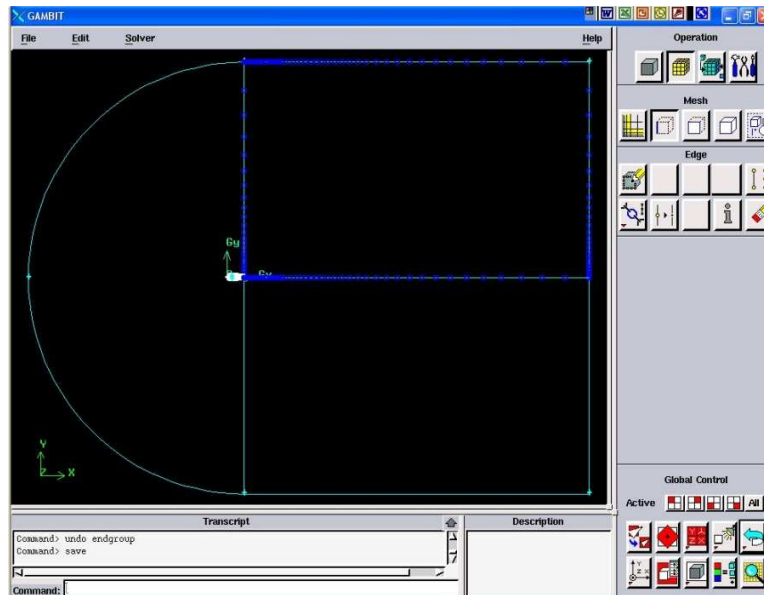 GAMBIT
File Edit Solver Help
Operation
Mesh
Edge
Gy
Gx
Y
Z X
Global Control
Active All
Transcript
Description
Command> undo endgroup
Command> save
Command: